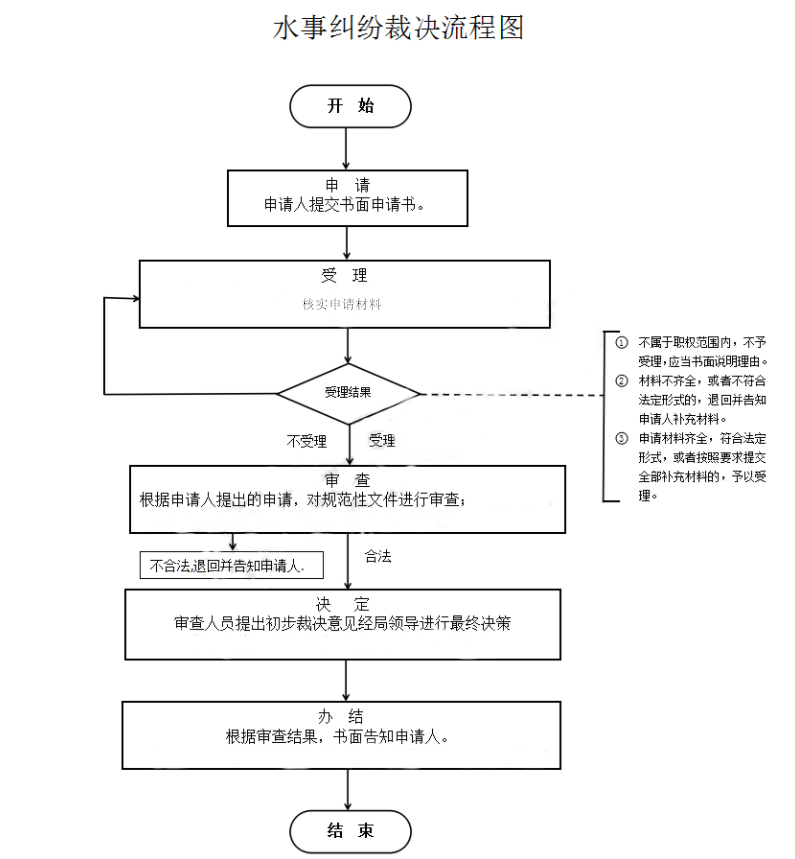 水事纠纷裁决流程图
开 始
申 请
申请人提交书面申请书。
受 理
核实申请材料
受理结果
① 不属于职权范围内，不予
受理，应当书面说明理由。
② 材料不齐全，或者不符合
法定形式的，退回并告知
申请人补充材料。
③ 申请材料齐全，符合法定
形式，或者按照要求提交
全部补充材料的，予以受
理。
不受理 受理
审 查
根据申请人提出的申请，对规范性文件进行审查；
不合法,退回并告知申请人.
合法
决 定
审查人员提出初步裁决意见经局领导进行最终决策
办 结
根据审查结果，书面告知申请人。
结 束